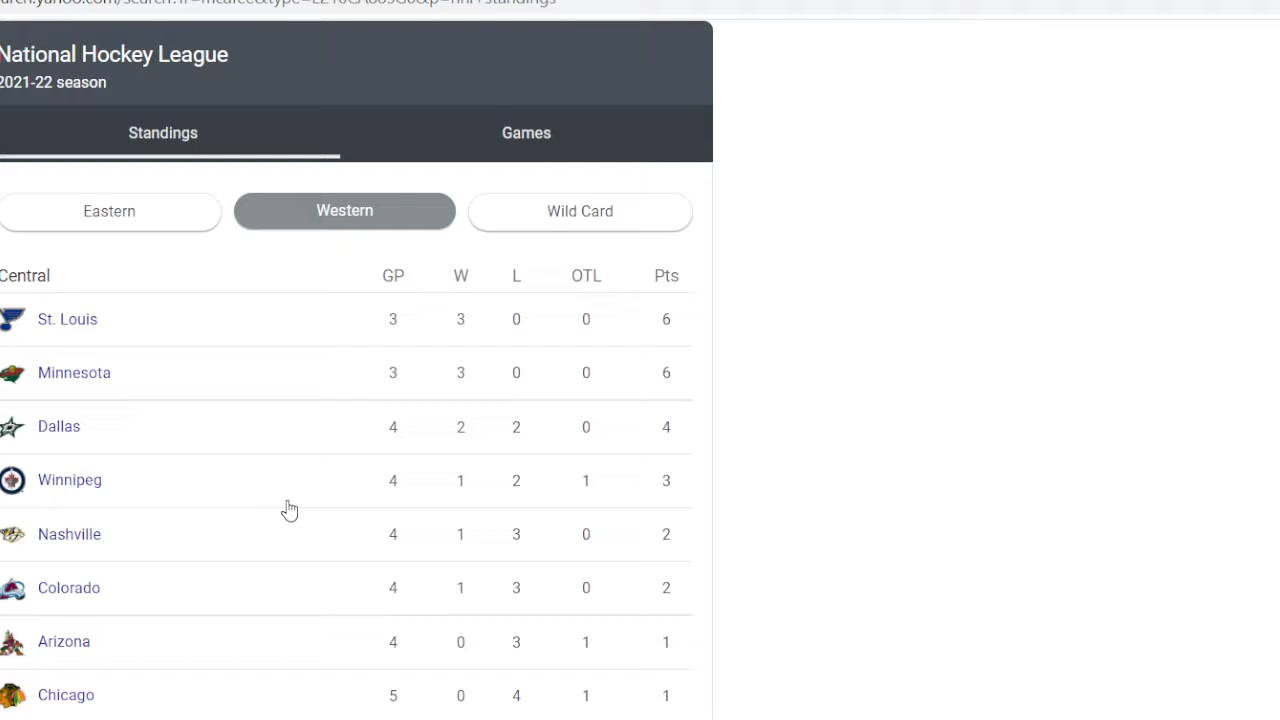 National Hockey League
2021-22 season
Standings Games
Eastern Western Wild Card
Central GP W L OTL Pts
St. Louis 3 3 0 0 6
Minnesota 3 3 0 0 6
Dallas 4 2 2 0 4
Winnipeg 4 1 2 1 3
Nashville 4 1 3 0 2
Colorado 4 1 3 0 2
Arizona 4 0 3 1 1
Chicago 5 0 4 1 1